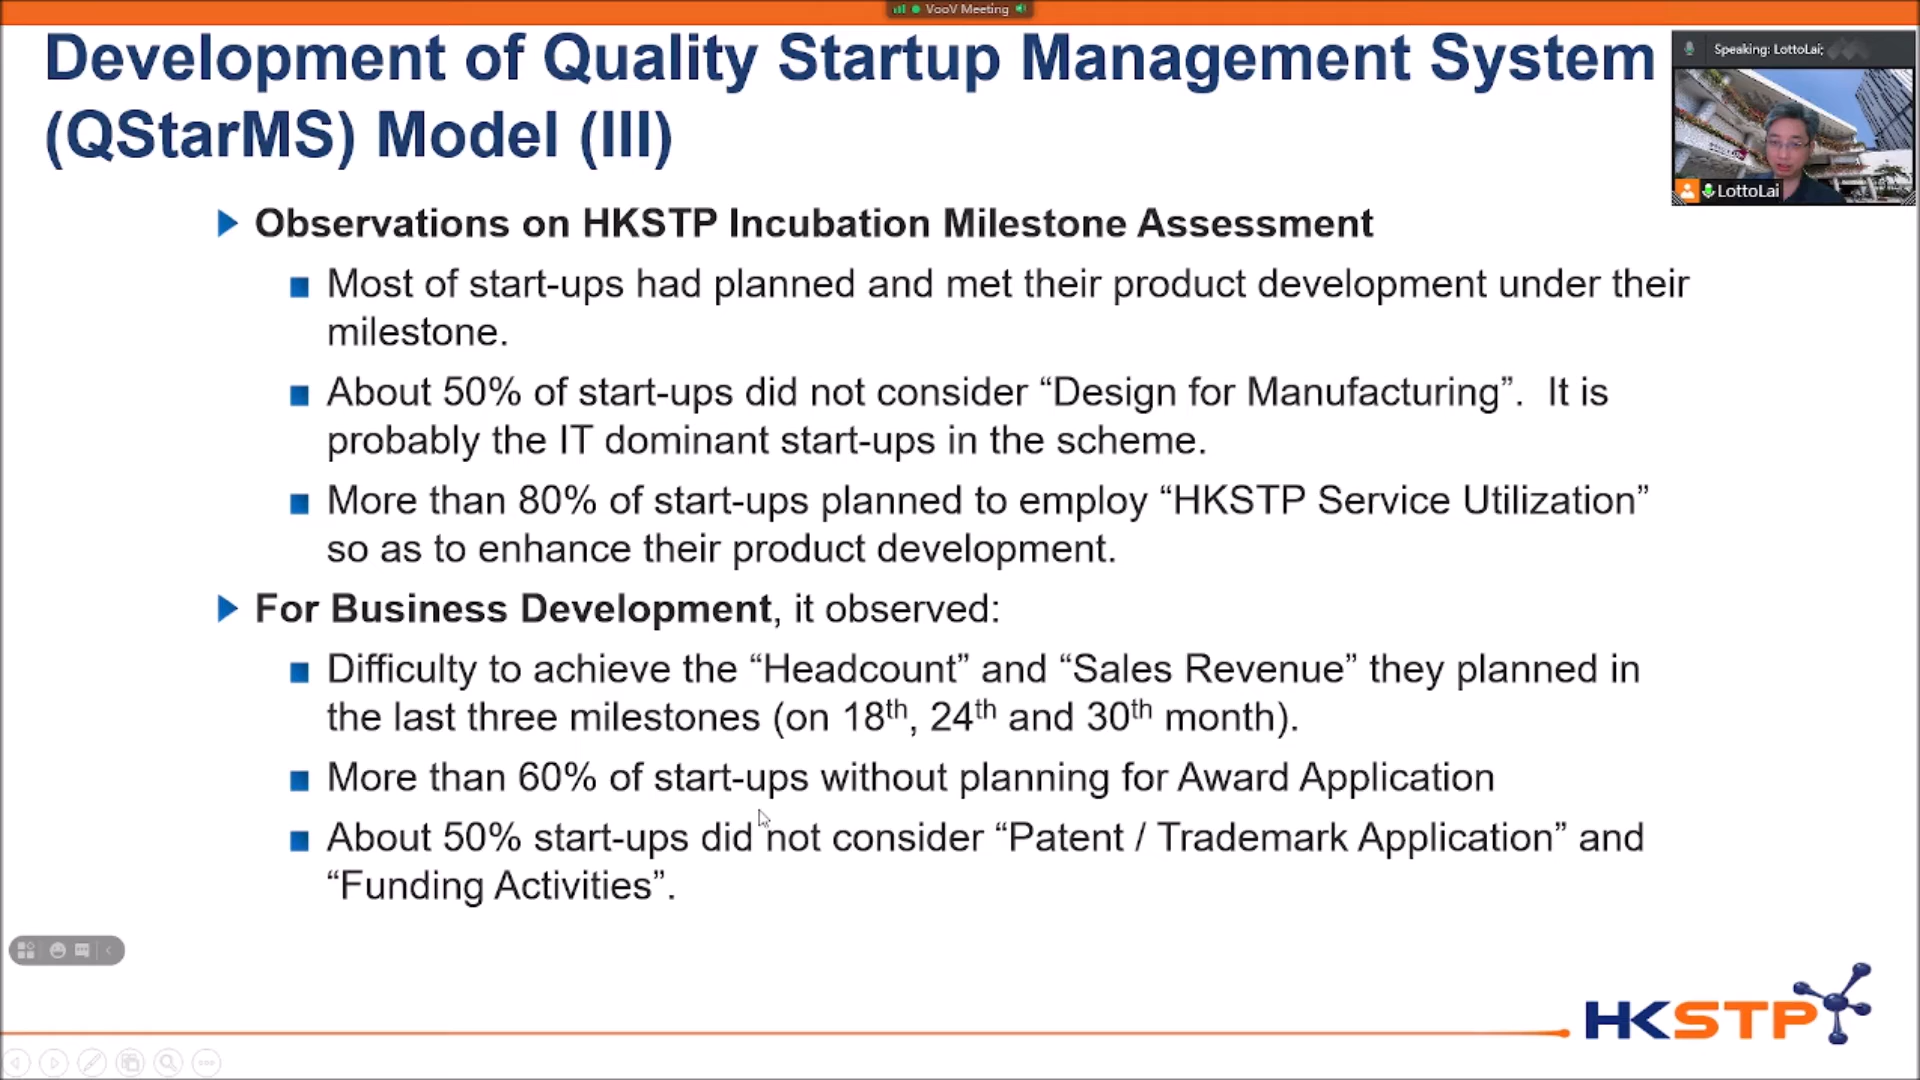 VooV Meeting
Development of Quality Startup Management System
(QStarMS) Model (III)
Speaking: LottoLai;
LottoLai
Observations on HKSTP Incubation Milestone Assessment
Most of start-ups had planned and met their product development under their
milestone.
About 50% of start-ups did not consider “Design for Manufacturing”.  It is
probably the IT dominant start-ups in the scheme.
More than 80% of start-ups planned to employ “HKSTP Service Utilization”
so as to enhance their product development.
For Business Development, it observed:
Difficulty to achieve the “Headcount” and “Sales Revenue” they planned in
the last three milestones (on 18th, 24th and 30th month).
More than 60% of start-ups without planning for Award Application
About 50% start-ups did not consider “Patent / Trademark Application” and
“Funding Activities”.
HKSTP